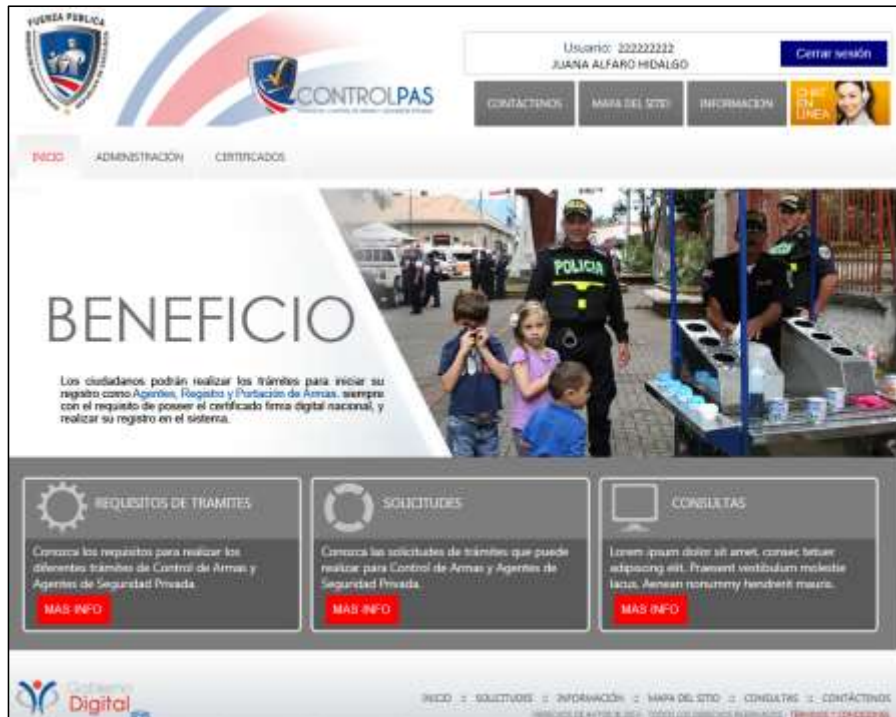 FUERZA PUBLICA
CONTROLPAS
Usuario: 222222222
JUANA ALFARO HIDALGO
Cerrar sesión
CONTÁCTENOS
MAPA DEL SITIO
INFORMACION
CHAT
EN
LINEA
INICIO
ADMINISTRACIÓN
CERTIFICADOS
POLICIA
BENEFICIO
Los ciudadanos podrán realizar los trámites para iniciar su
registro como Agentes, Registro y Portación de Armas, siempre
con el requisito de poseer el certificado firma digital nacional, y
realizar su registro en el sistema.
REQUISITOS DE TRAMITES
Conozca los requisitos para realizar los
diferentes trámites de Control de Armas y
Agentes de Seguridad Privada.
MAS INFO
SOLICITUDES
Conozca las solicitudes de trámites que puede
realizar para Control de Armas y Agentes de
Seguridad Privada.
MAS INFO
CONSULTAS
Lorem ipsum dolor sit amet, consec tetuer
adipiscing elit. Praesent vestibulum molestie
lacus. Aenean nonummy hendrerit mauris.
MAS INFO
Gobierno
Digital
INICIO :: SOLICITUDES :: INFORMACIÓN :: MAPA DEL SITIO :: CONSULTAS :: CONTÁCTENOS
TODOS LOS DERECHOS RESERVADOS